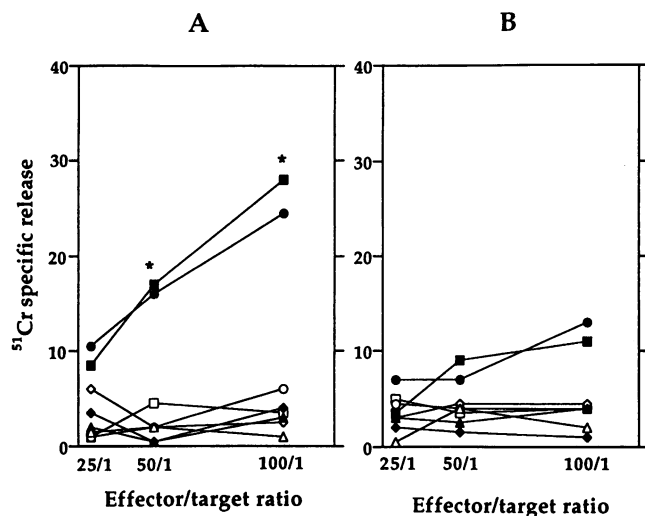 A
B
40
30
20
10
0
51Cr specific release
25/1 50/1 100/1
Effector/target ratio
40
30
20
10
0
25/1 50/1 100/1
Effector/target ratio